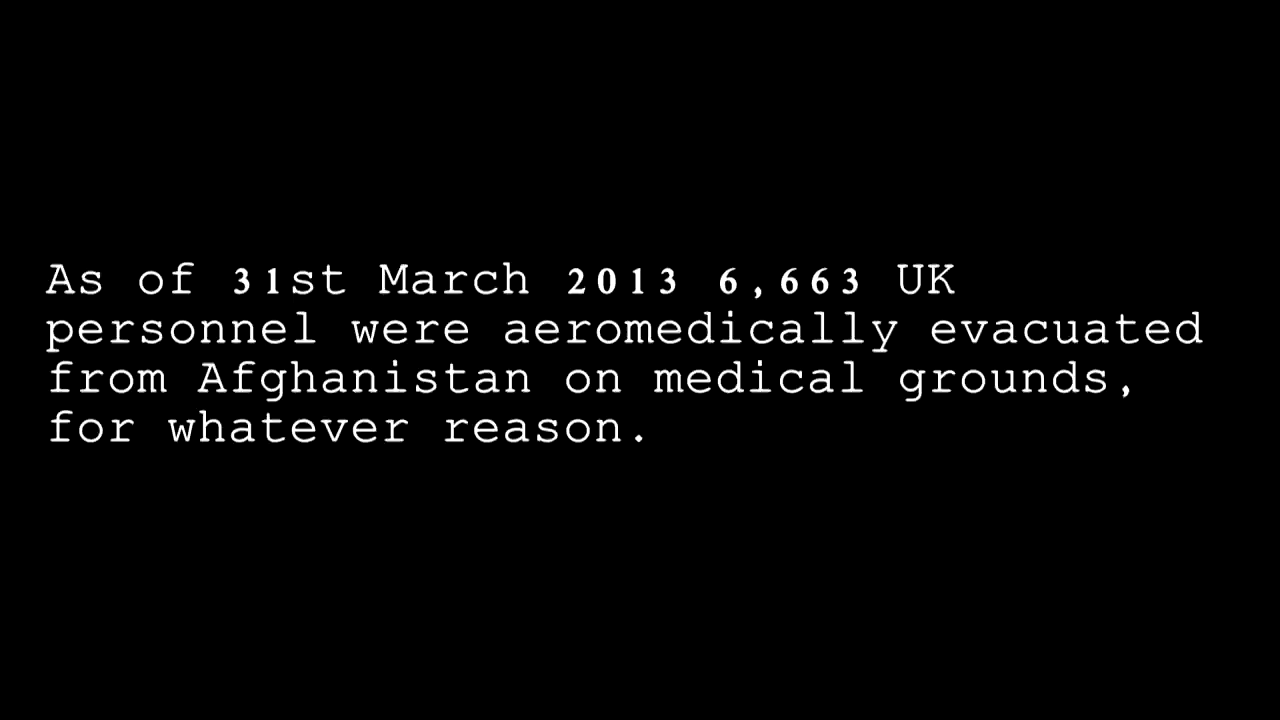 As of 31st March 2013 6,663 UK
personnel were aeromedically evacuated
from Afghanistan on medical grounds,
for whatever reason.